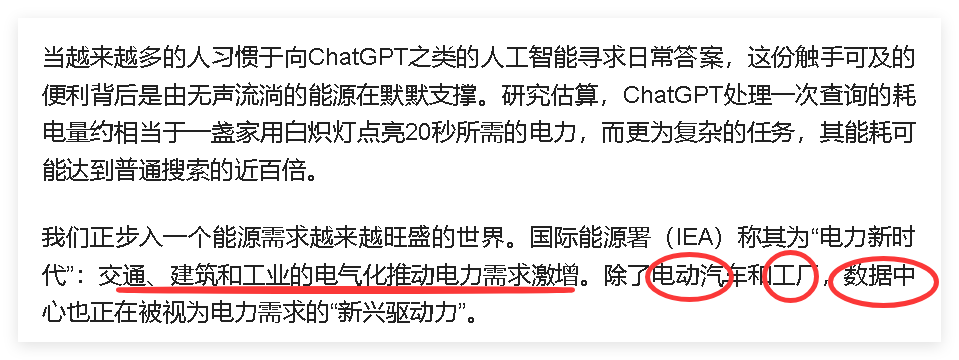 当越来越多的人习惯于向ChatGPT之类的人工智能寻求日常答案，这份触手可及的
便利背后是由无声流淌的能源在默默支撑。研究估算，ChatGPT处理一次查询的耗
电量约相当于一盏家用白炽灯点亮20秒所需的电力，而更为复杂的任务，其能耗可
能达到普通搜索的近百倍。
我们正步入一个能源需求越来越旺盛的世界。国际能源署（IEA）称其为“电力新时
代”：交通、建筑和工业的电气化推动电力需求激增。除了电动汽车和工厂，数据中
心也正在被视为电力需求的“新兴驱动力”。